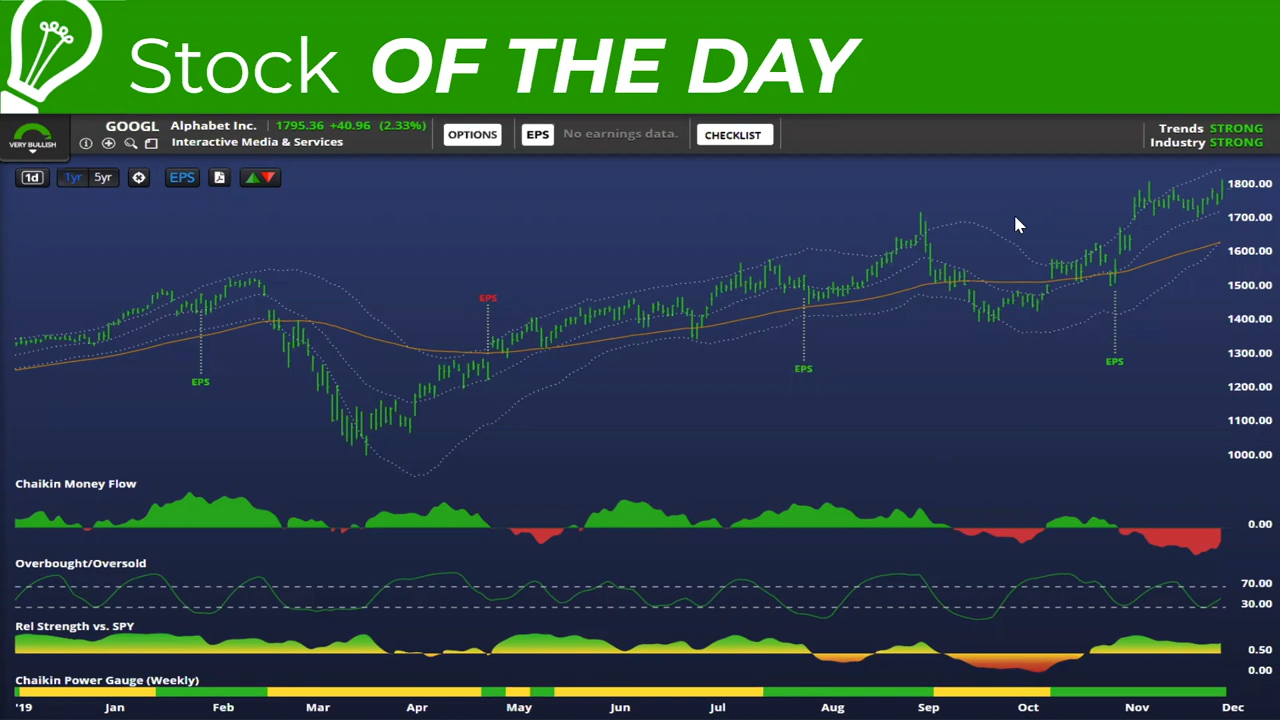 Stock OF THE DAY
VERY BULLISH
GOOGL Alphabet Inc. 1795.36 +40.96 (2.33%)
Interactive Media & Services
OPTIONS
EPS No earnings data.
CHECKLIST
Trends STRONG
Industry STRONG
1d 1yr 5yr EPS
1800.00
1700.00
1600.00
1500.00
1400.00
1300.00
1200.00
1100.00
1000.00
EPS
EPS
EPS
EPS
Chaikin Money Flow
0.00
Overbought/Oversold
70.00
30.00
Rel Strength vs. SPY
0.50
0.00
Chaikin Power Gauge (Weekly)
'19 Jan Feb Mar Apr May Jun Jul Aug Sep Oct Nov Dec